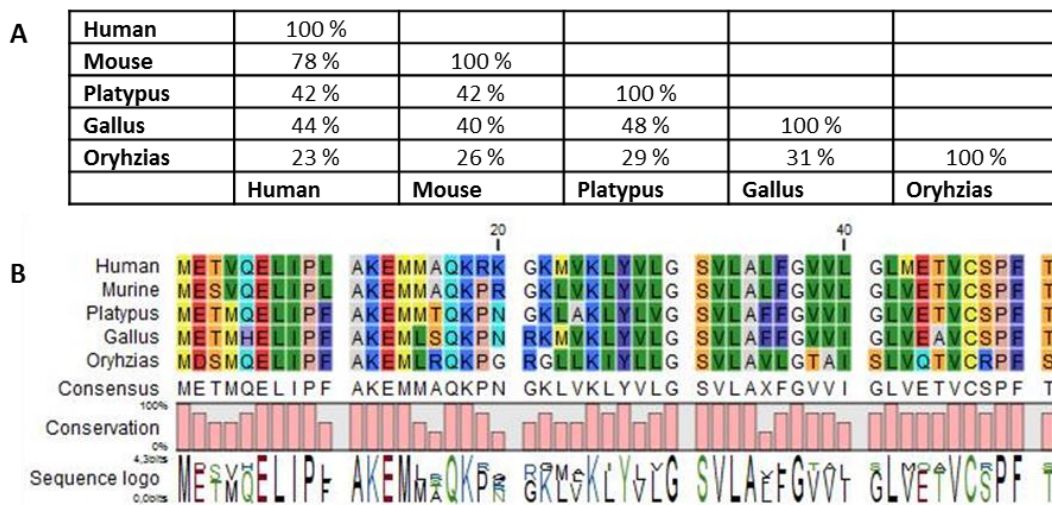 A
Human 100 %
Mouse 78 % 100 %
Platypus 42 % 42 % 100 %
Gallus 44 % 40 % 48 % 100 %
Oryhzias 23 % 26 % 29 % 31 % 100 %
Human Mouse Platypus Gallus Oryhzias
B
20 40
Human METVQELIPL AKEMMAQKRK GKMVKLYVLG SVLALFGVVL GLMETVCSPF T
Murine MESVQELIPL AKEMMAQKPR GKLVKLYVLG SVLALFGVVL GLVETVCSPF T
Platypus METMQELIPF AKEMMTQKPN GKLAKLYVLG SVLAFFGVVI GLVETVCSPF T
Gallus METMHELIPF AKEMLSQKPN RKMVKLYVLG SVLAFFGVVI GLVEAVCSPF T
Oryhzias MDSMQELIPF AKEMLRQKPG RGLLKIYLLG SVLAVLGTAI SLVQTVCRPF S
Consensus METMQELIPF AKEMMAQKPN GKLVKLYVLG SVLAXFGVVI GLVETVCSPF T
100%
Conservation
0%
4,3bits
Sequence logo
0,0bits